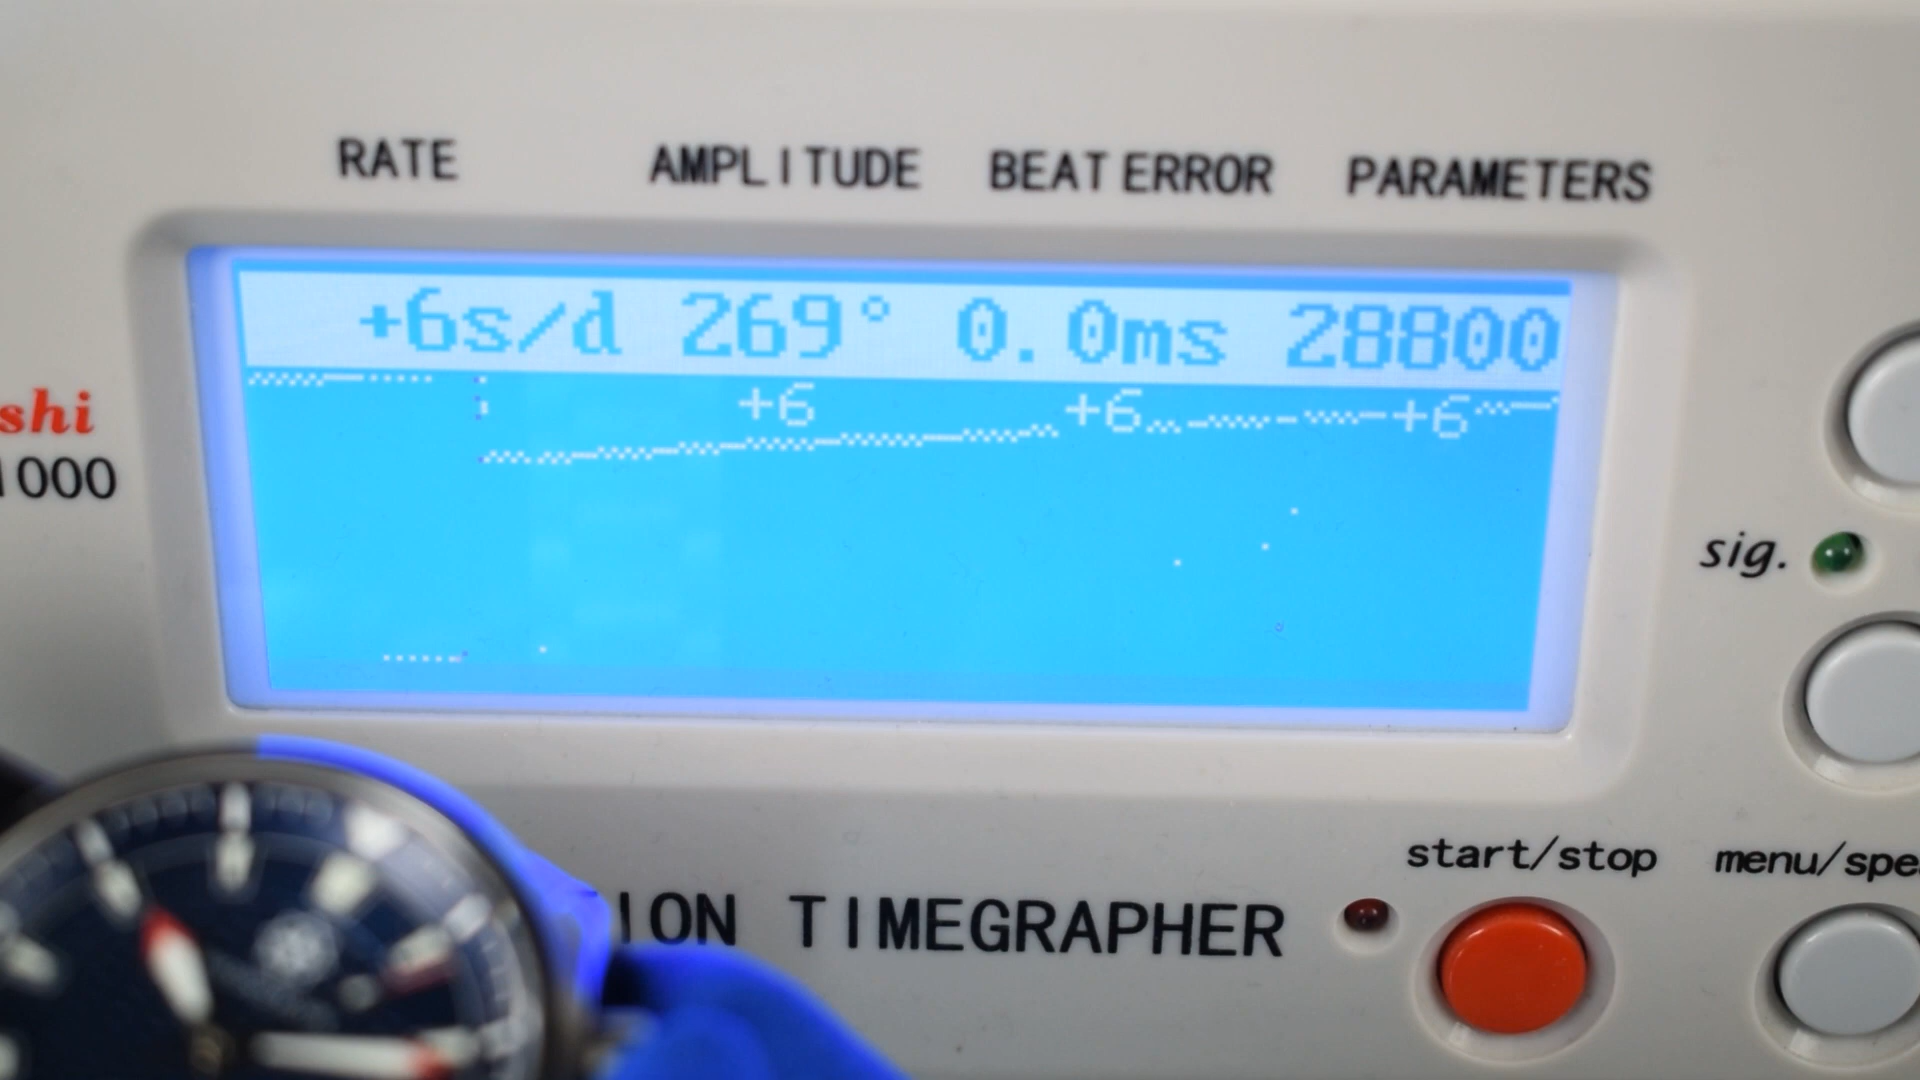 RATE AMPLITUDE BEAT ERROR PARAMETERS
+6s/d 269° 0.0ms 28800
+6 +6 +6
shi
1000
sig.
start/stop menu/spe
ION TIMEGRAPHER